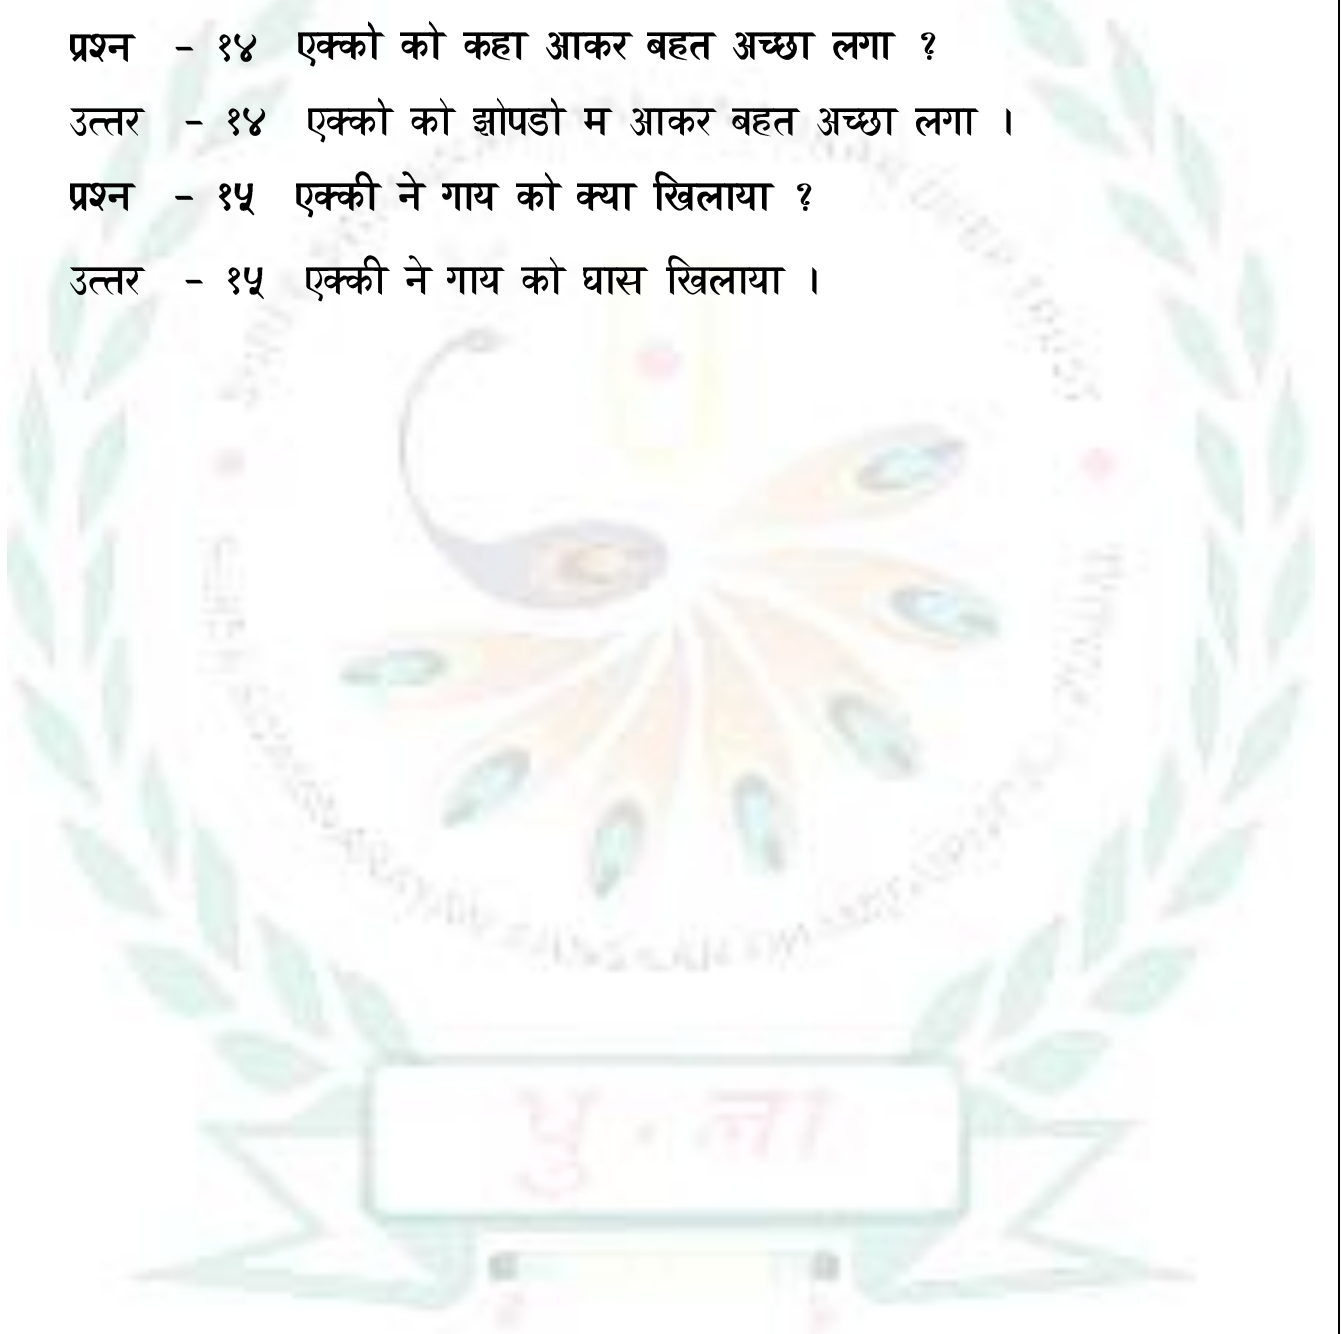 प्रश्न - १४ एक्को को कहा आकर बहत अच्छा लगा ?
उत्तर - १४ एक्को को झोपडो म आकर बहत अच्छा लगा ।
प्रश्न - १५ एक्की ने गाय को क्या खिलाया ?
उत्तर - १५ एक्की ने गाय को घास खिलाया ।